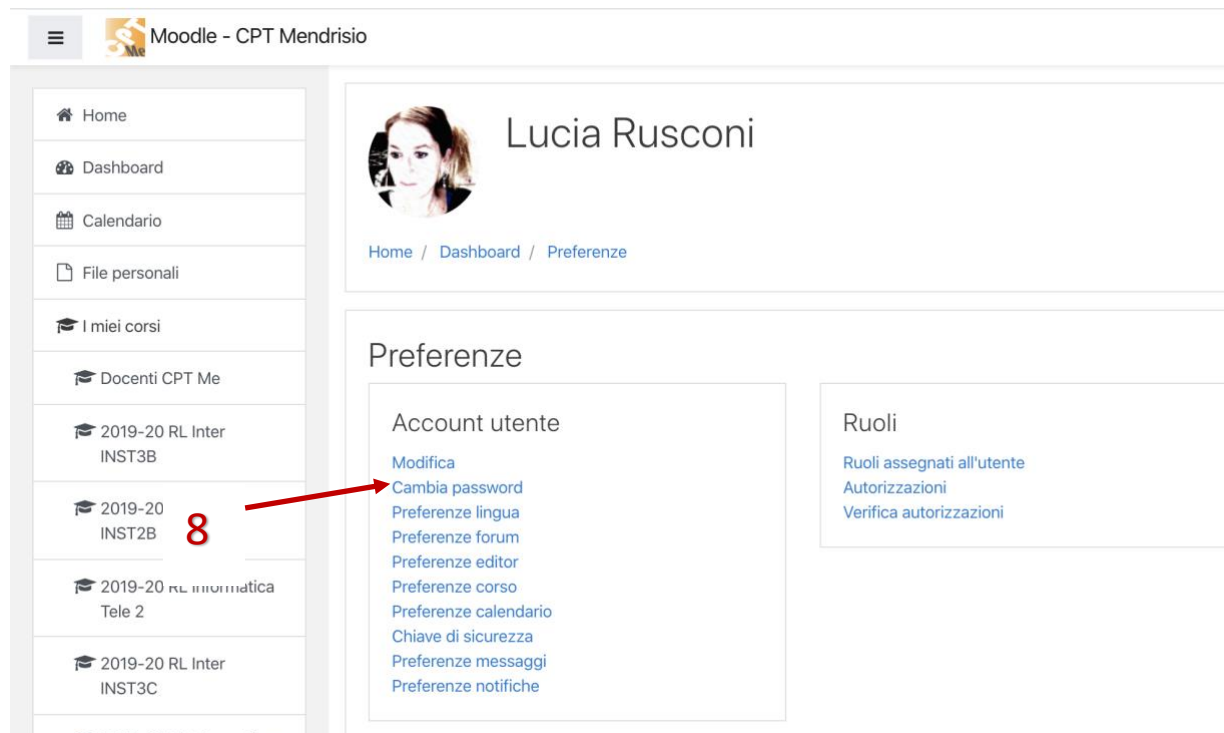 Moodle - CPT Mendrisio
Me
Home
Dashboard
Calendario
File personali
I miei corsi
Docenti CPT Me
2019-20 RL Inter
INST3B
2019-20
INST2B
8
2019-20 RL Informatica
Tele 2
2019-20 RL Inter
INST3C
Lucia Rusconi
Home / Dashboard / Preferenze
Preferenze
Account utente
Modifica
Cambia password
Preferenze lingua
Preferenze forum
Preferenze editor
Preferenze corso
Preferenze calendario
Chiave di sicurezza
Preferenze messaggi
Preferenze notifiche
Ruoli
Ruoli assegnati all'utente
Autorizzazioni
Verifica autorizzazioni